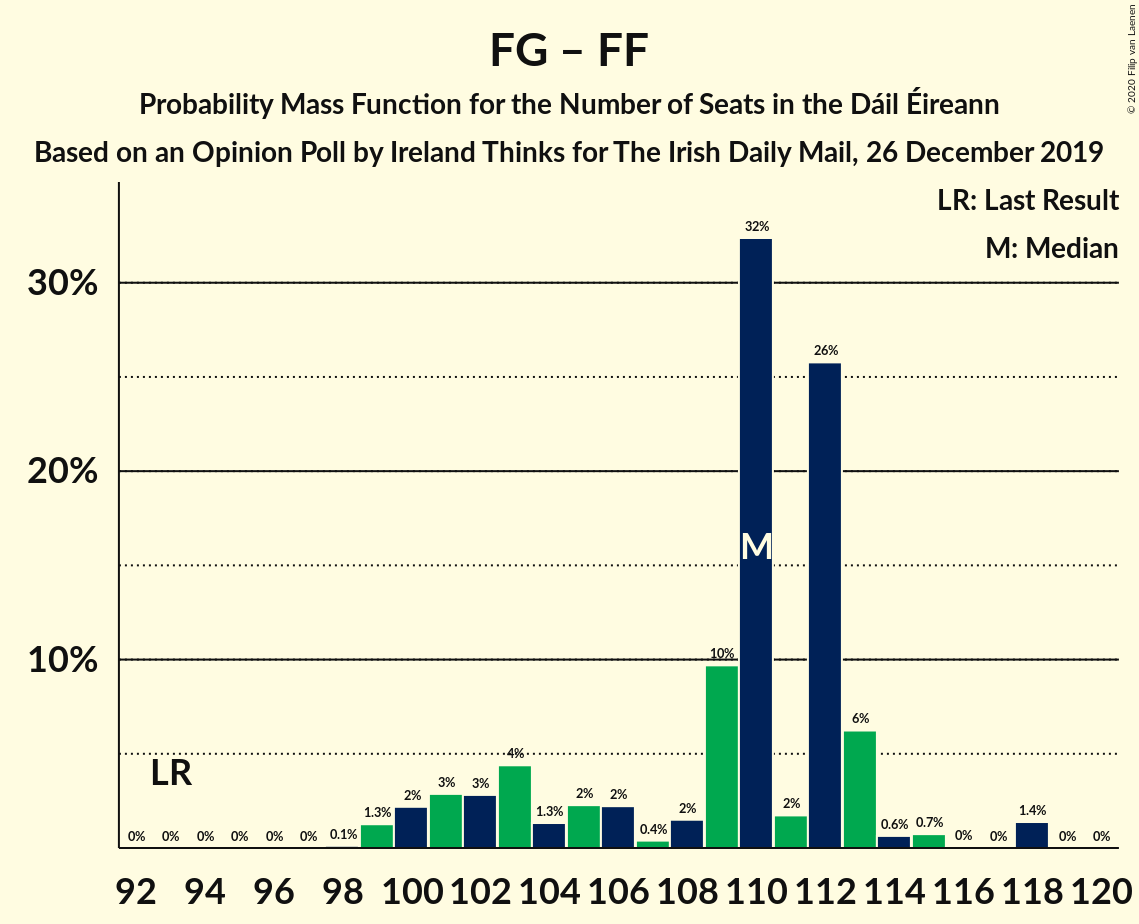 FG – FF
Probability Mass Function for the Number of Seats in the Dáil Éireann
Based on an Opinion Poll by Ireland Thinks for The Irish Daily Mail, 26 December 2019
© 2020 Filip van Laenen
LR: Last Result
M: Median
30%
20%
10%
LR
M
0% 0% 0% 0% 0% 0% 0.1% 1.3% 2% 3% 3% 4% 1.3% 2% 2% 0.4% 2% 10% 32% 2% 26% 6% 0.6% 0.7% 0% 0% 1.4% 0% 0%
92 94 96 98 100 102 104 106 108 110 112 114 116 118 120